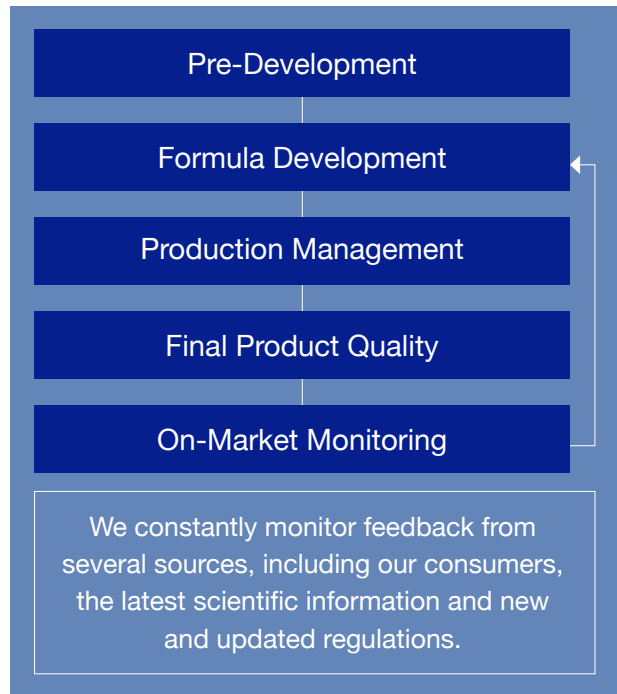 Pre-Development
Formula Development
Production Management
Final Product Quality
On-Market Monitoring
We constantly monitor feedback from
several sources, including our consumers,
the latest scientific information and new
and updated regulations.